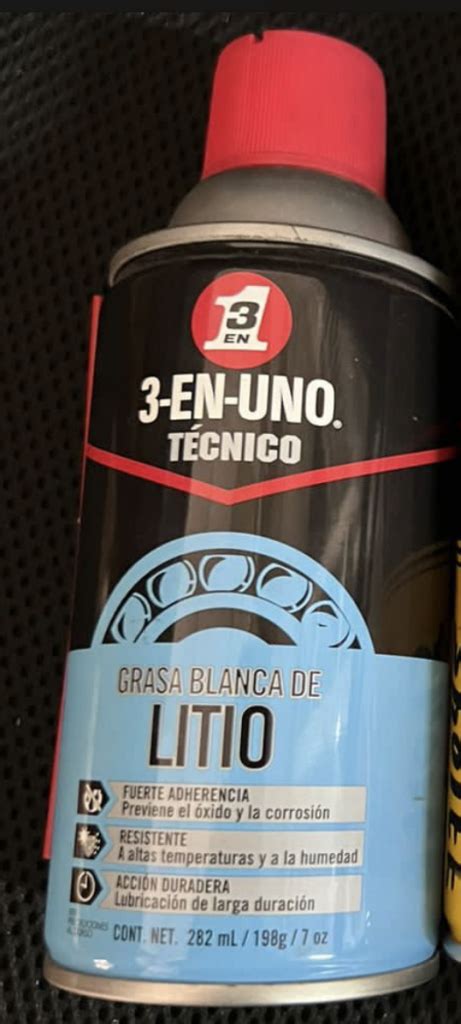 3
EN
1
3-EN-UNO®
TÉCNICO
GRASA BLANCA DE
LITIO
FUERTE ADHERENCIA
Previene el óxido y la corrosión
RESISTENTE
A altas temperaturas y a la humedad
ACCIÓN DURADERA
Lubricación de larga duración
CONT. NET. 282 mL / 198g / 7 oz